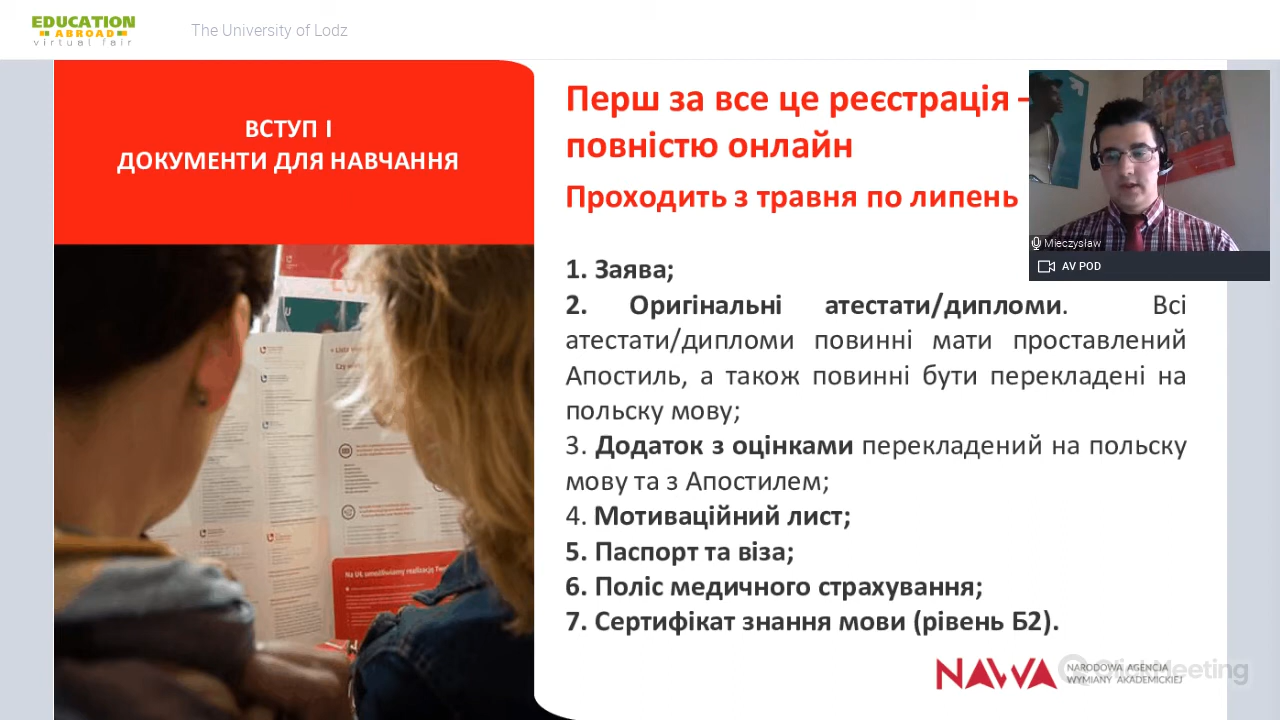 EDUCATION
ABROAD
virtual fair
The University of Lodz
ВСТУП І
ДОКУМЕНТИ ДЛЯ НАВЧАННЯ
Перш за все це реєстрація –
повністю онлайн
Проходить з травня по липень
1. Заява;
2. Оригінальні атестати/дипломи. Всі
атестати/дипломи повинні мати проставлений
Апостиль, а також повинні бути перекладені на
польску мову;
3. Додаток з оцінками перекладений на польску
мову та з Апостилем;
4. Мотиваційний лист;
5. Паспорт та віза;
6. Поліс медичного страхування;
7. Сертифікат знання мови (рівень Б2).
Mieczysław
AV POD
NAWA
NARODOWA AGENCJA
WYMIANY AKADEMICKIEJ
ClickMeeting